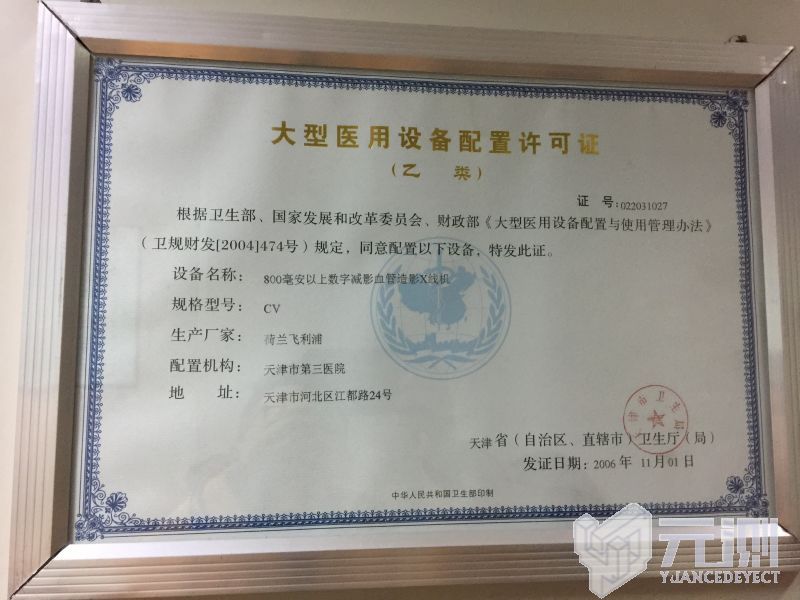 大型医用设备配置许可证
（乙 类）
证 号:022031027
根据卫生部、国家发展和改革委员会、财政部《大型医用设备配置与使用管理办法》
（卫规财发[2004]474号）规定，同意配置以下设备，特发此证。
设备名称： 800毫安以上数字减影血管造影X线机
规格型号： CV
生产厂家： 荷兰飞利浦
配置机构： 天津市第三医院
地 址： 天津市河北区江都路24号
天津市卫生局
天津 省（自治区、直辖市）卫生厅（局）
发证日期：2006 年 11月01日
中华人民共和国卫生部印制
元测
YJANCEDEYECT